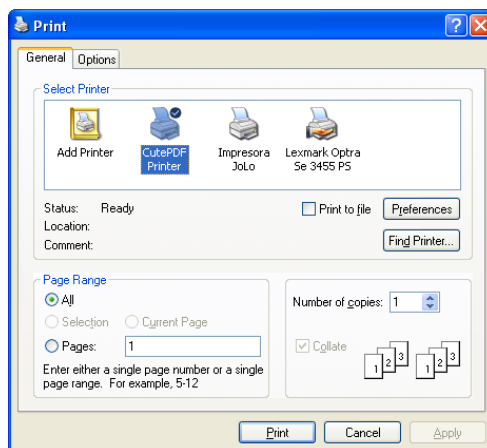 Print
General
Options
Select Printer
Add Printer
CutePDF
Printer
Impresora
JoLo
Lexmark Optra
Se 3455 PS
Status: Ready
Location:
Comment:
Print to file
Preferences
Find Printer...
Page Range
All
Selection
Current Page
Pages: 1
Enter either a single page number or a single
page range. For example, 5-12
Number of copies: 1
Collate
1 2 3 1 2 3
Print
Cancel
Apply